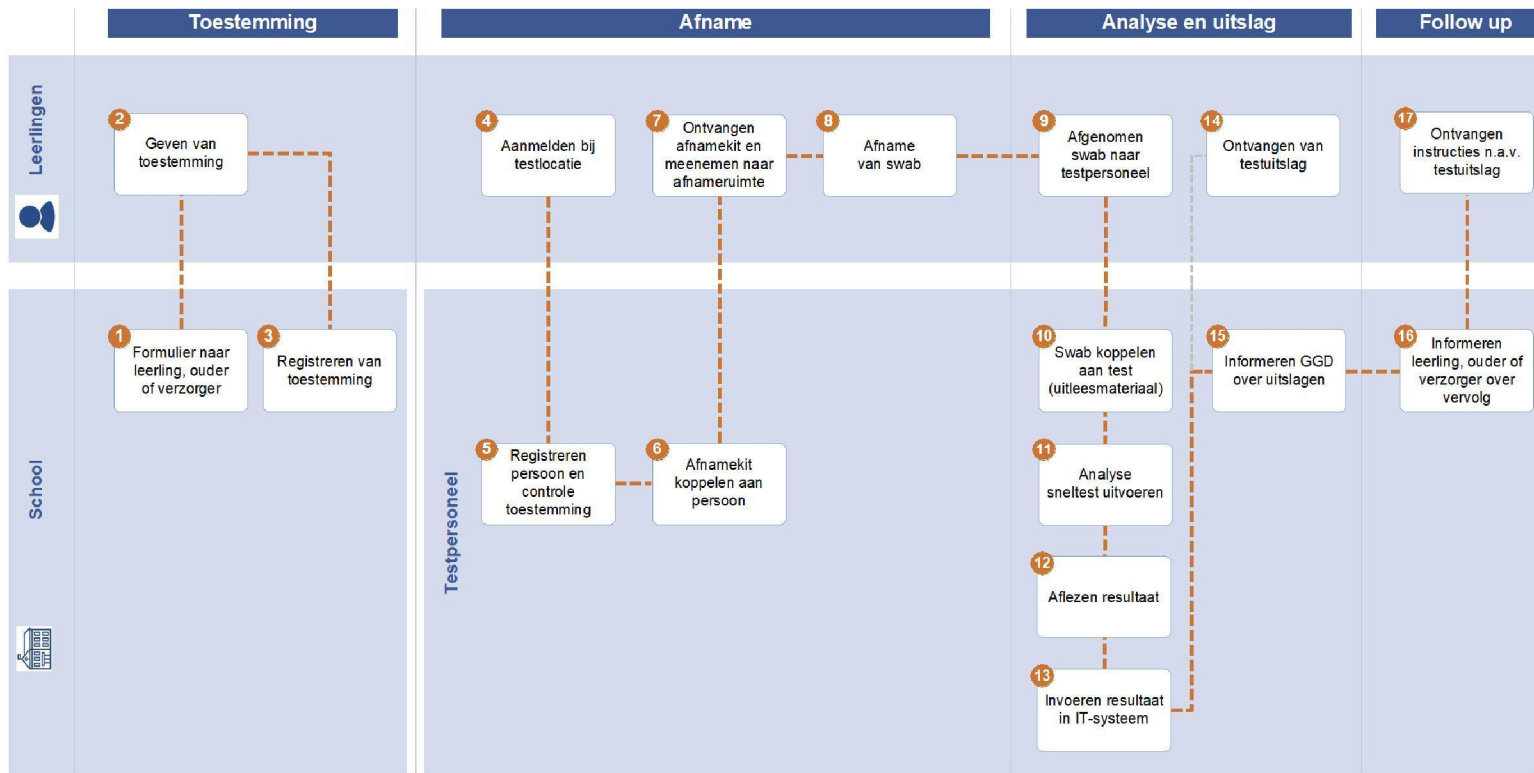 Toestemming
Afname
Analyse en uitslag
Follow up
Leerlingen
2
Geven van
toestemming
4
Aanmelden bij
testlocatie
7
Ontvangen
afnamekit en
meenemen naar
afnameruimte
8
Afname
van swab
9
Afgenomen
swab naar
testpersoneel
14
Ontvangen van
testuitslag
17
Ontvangen
instructies n.a.v.
testuitslag
School
1
Formulier naar
leerling, ouder
of verzorger
3
Registreren van
toestemming
Testpersoneel
5
Registreren
persoon en
controle
toestemming
6
Afnamekit
koppelen aan
persoon
10
Swab koppelen
aan test
(uitleesmateriaal)
11
Analyse
sneltest uitvoeren
12
Aflezen resultaat
13
Invoeren resultaat
in IT-systeem
15
Informeren GGD
over uitslagen
16
Informeren
leerling, ouder of
verzorger over
vervolg